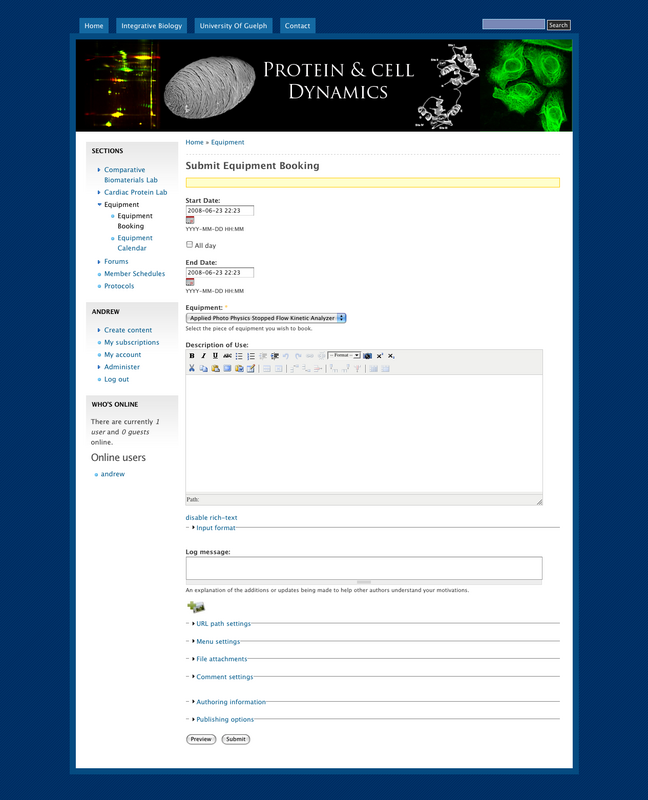 Home
Integrative Biology
University Of Guelph
Contact
Search
PROTEIN & CELL
DYNAMICS
SECTIONS
Comparative
Biomaterials Lab
Cardiac Protein Lab
Equipment
Equipment
Booking
Equipment
Calendar
Forums
Member Schedules
Protocols
ANDREW
Create content
My subscriptions
My account
Administer
Log out
WHO'S ONLINE
There are currently 1
user and 0 guests
online.
Online users
andrew
Home » Equipment
Submit Equipment Booking
Start Date:
2008-06-23 22:23
YYYY-MM-DD HH:MM
All day
End Date:
2008-06-23 22:23
YYYY-MM-DD HH:MM
Equipment: *
Applied Photo Physics Stopped Flow Kinetic Analyzer
Select the piece of equipment you wish to book.
Description of Use:
B I U ABC
-- Format --
x² x₂
Path:
disable rich-text
Input format
Log message:
An explanation of the additions or updates being made to help other authors understand your motivations.
URL path settings
Menu settings
File attachments
Comment settings
Authoring information
Publishing options
Preview
Submit